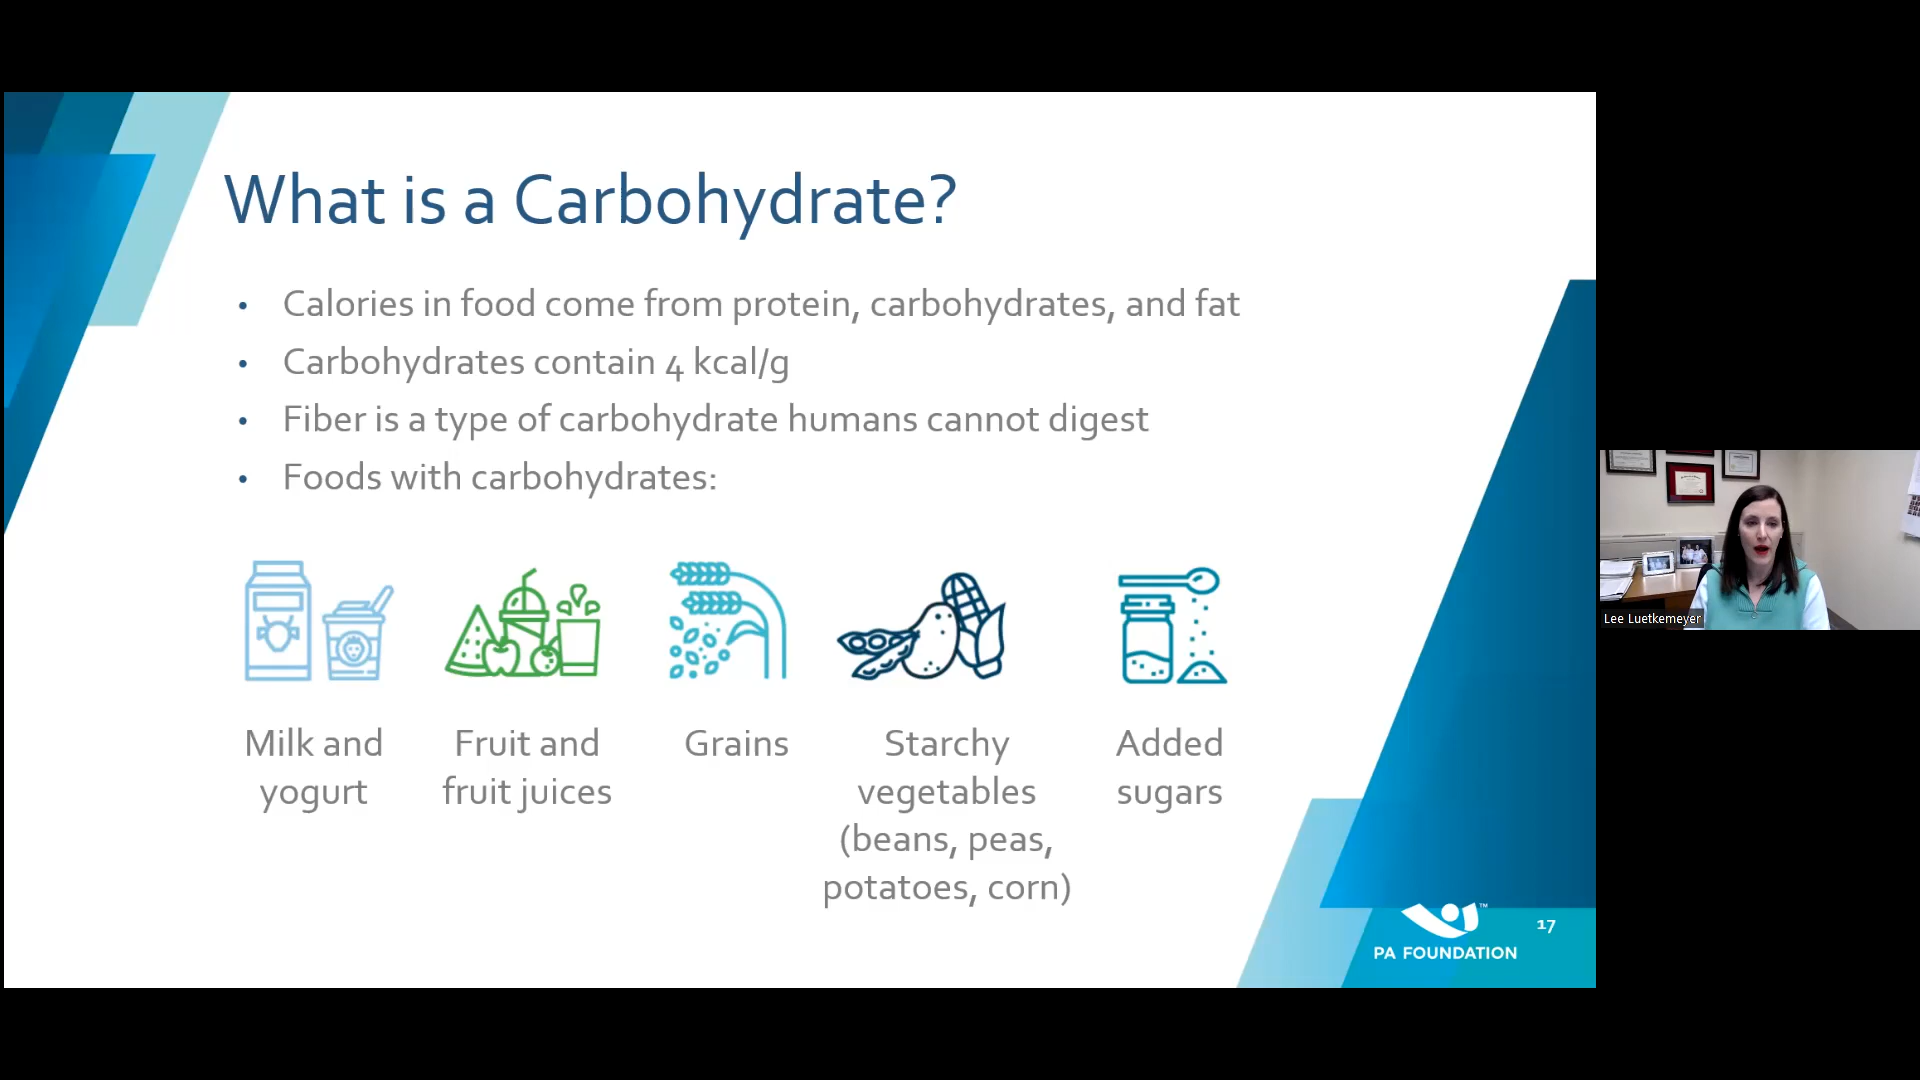 What is a Carbohydrate?
• Calories in food come from protein, carbohydrates, and fat
• Carbohydrates contain 4 kcal/g
• Fiber is a type of carbohydrate humans cannot digest
• Foods with carbohydrates:
Milk and
yogurt
Fruit and
fruit juices
Grains
Starchy
vegetables
(beans, peas,
potatoes, corn)
Added
sugars
™
PA FOUNDATION
17
Lee Luetkemeyer